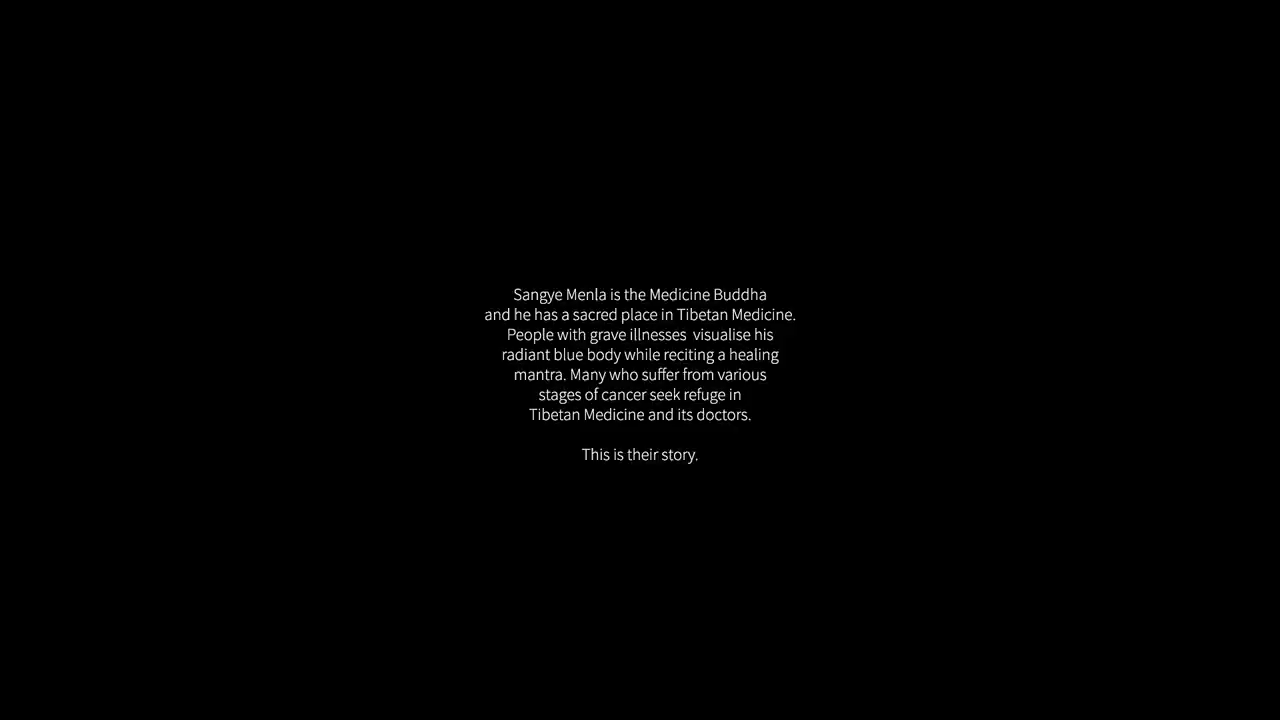 Sangye Menla is the Medicine Buddha
and he has a sacred place in Tibetan Medicine.
People with grave illnesses  visualise his
radiant blue body while reciting a healing
mantra. Many who suffer from various
stages of cancer seek refuge in
Tibetan Medicine and its doctors.

This is their story.